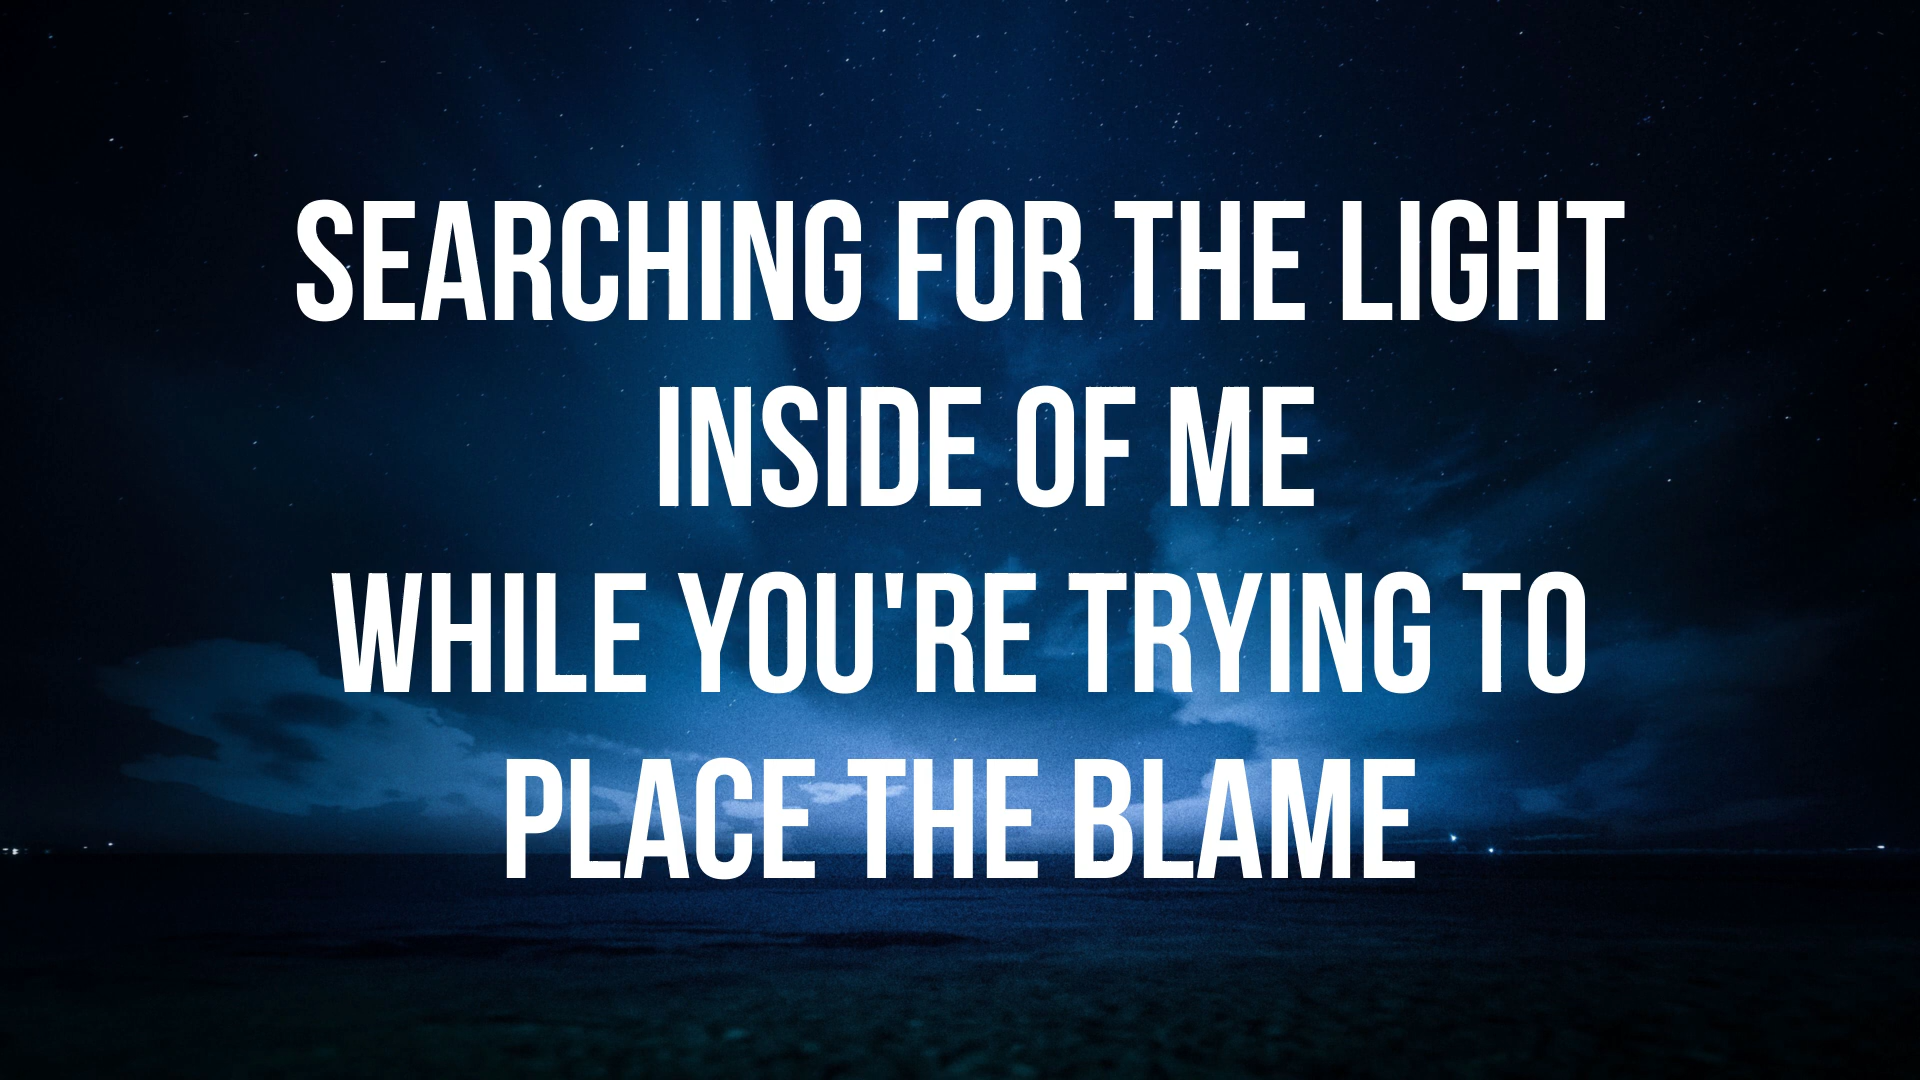 SEARCHING FOR THE LIGHT
INSIDE OF ME
WHILE YOU'RE TRYING TO
PLACE THE BLAME